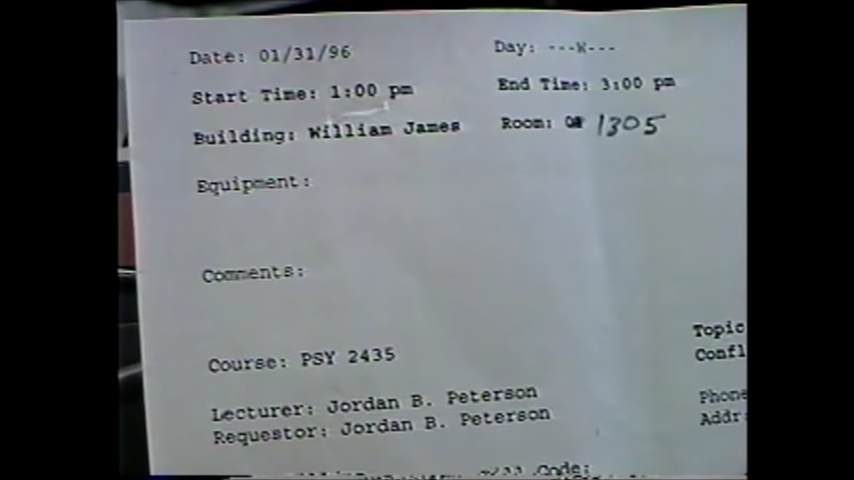 Date: 01/31/96 Day: ---W---
Start Time: 1:00 pm End Time: 3:00 pm
Building: William James Room: 1305
Equipment:
Comments:
Topic
Course: PSY 2435 Confl
Lecturer: Jordan B. Peterson Phone
Requestor: Jordan B. Peterson Addr
Code: